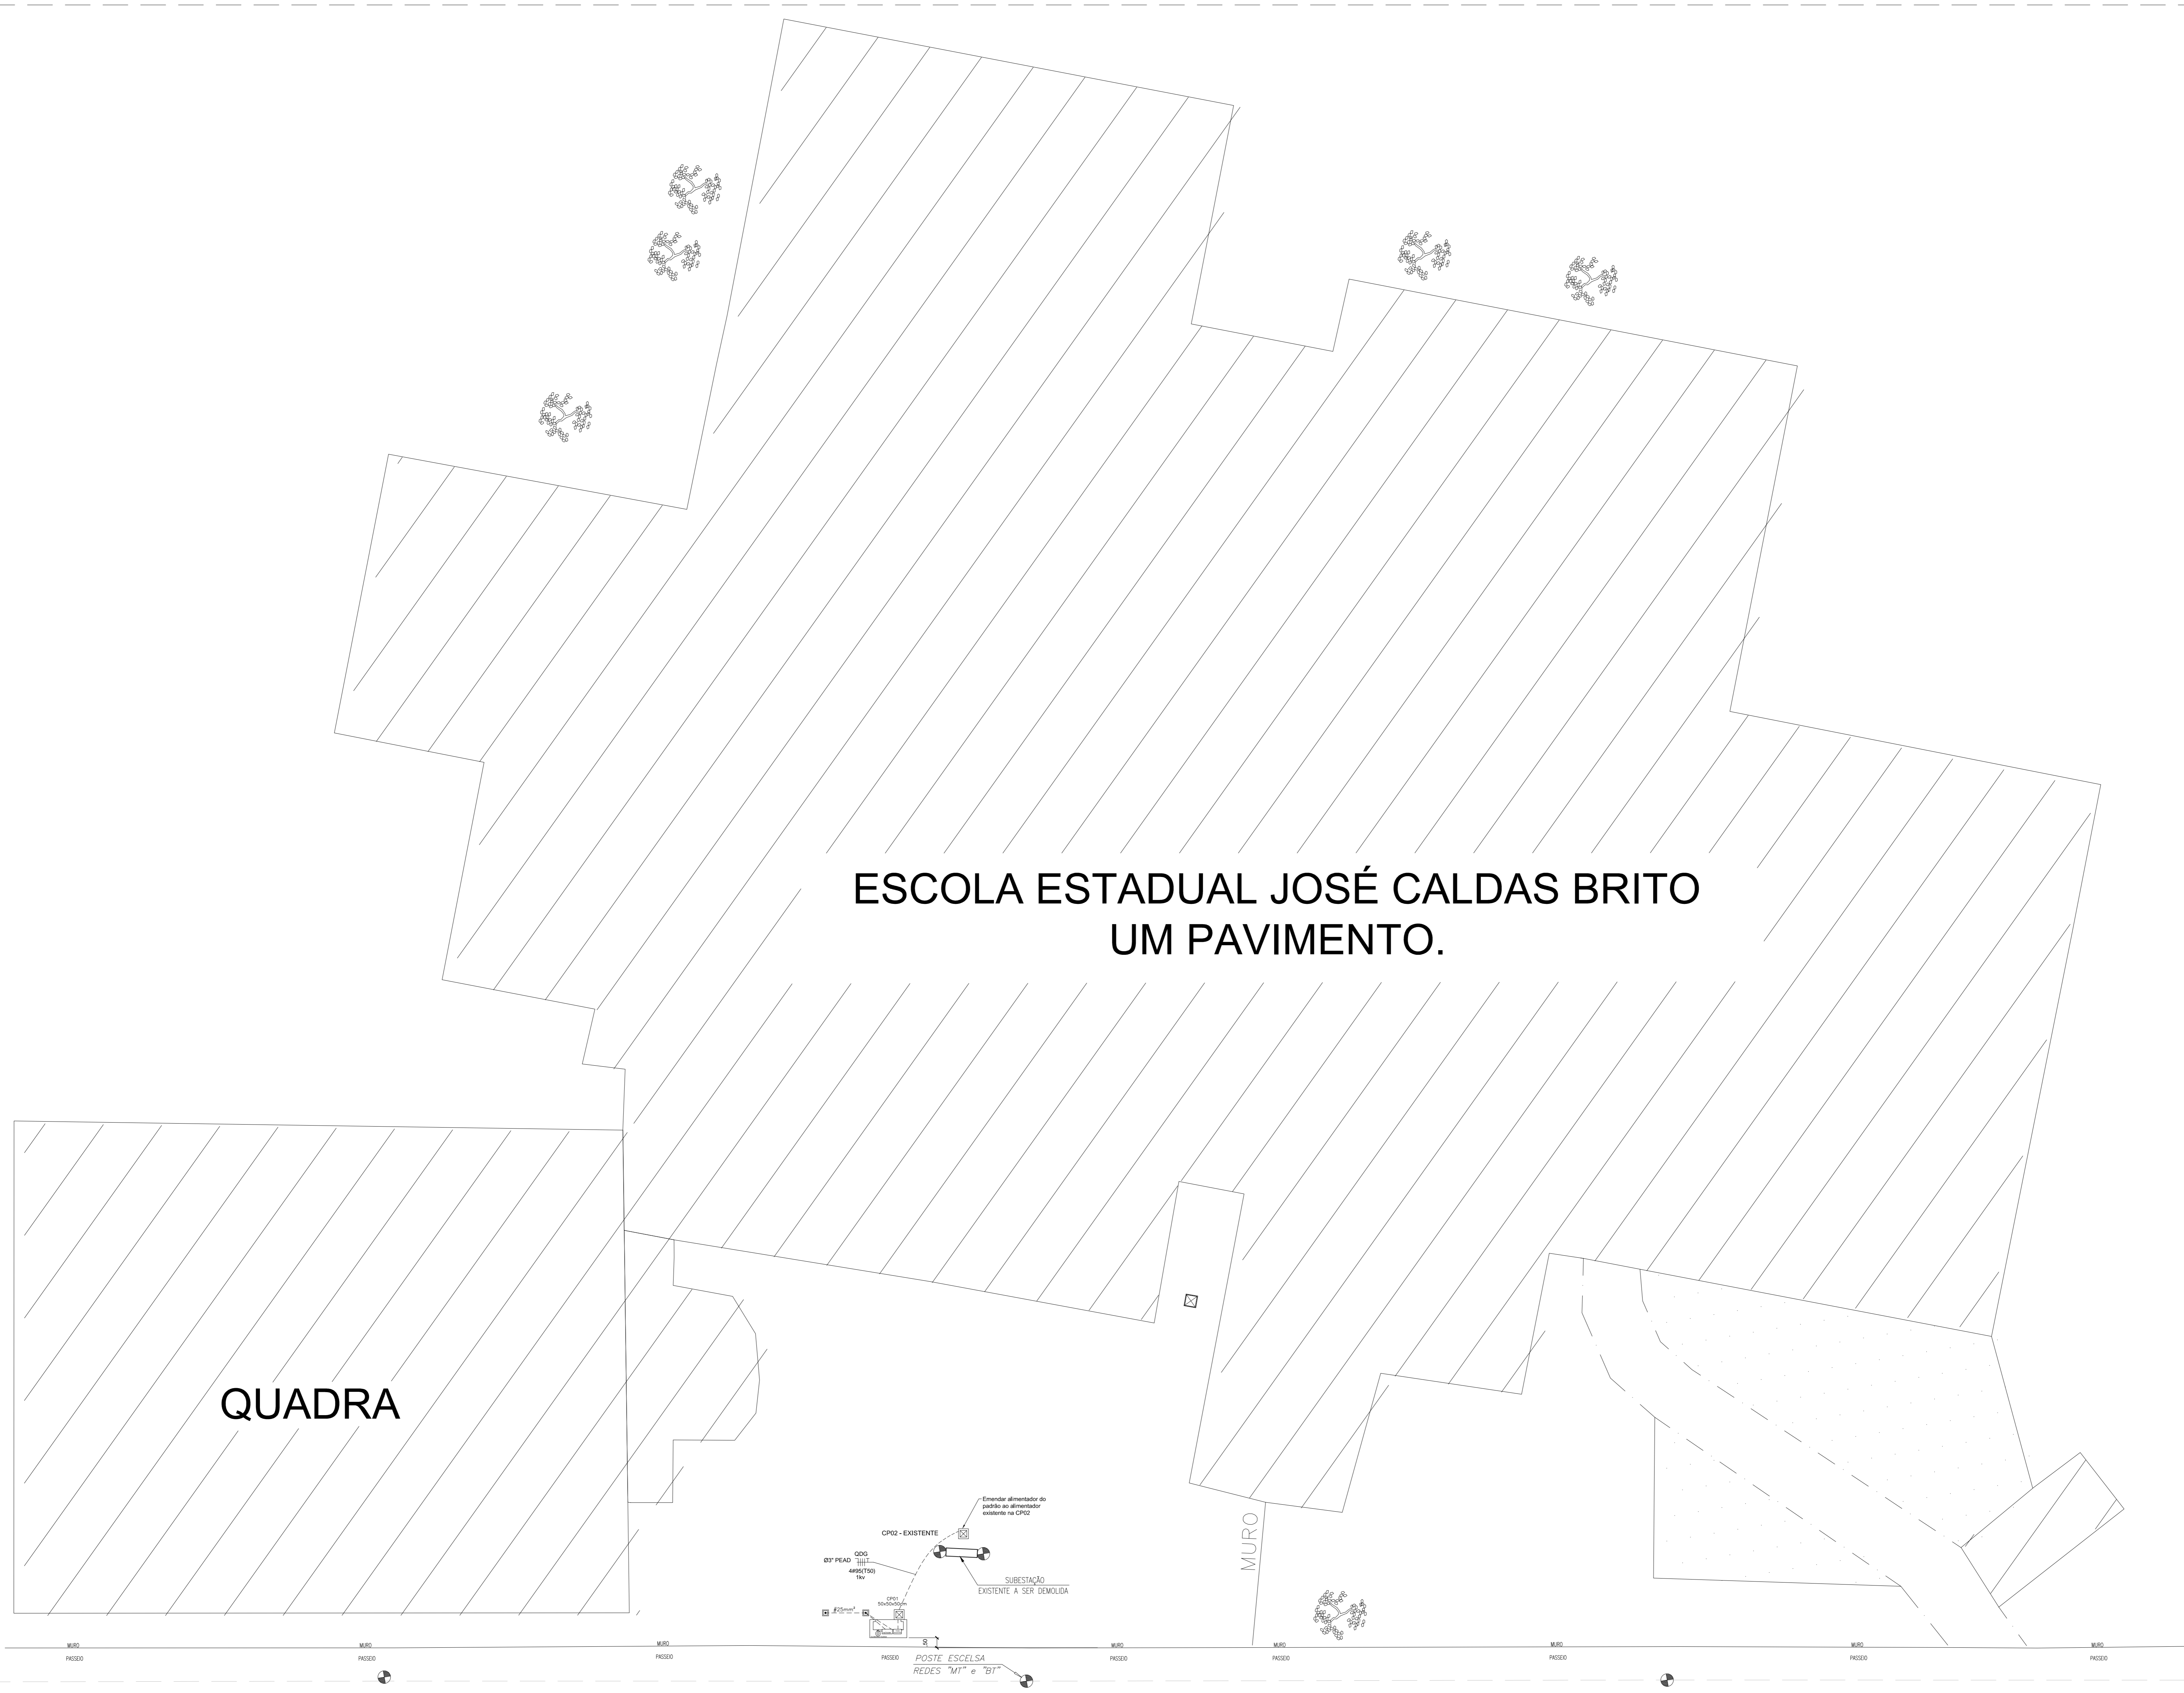 ESCOLA ESTADUAL JOSÉ CALDAS BRITO
UM PAVIMENTO.
QUADRA
Emendar alimentador do
padrão ao alimentador
existente na CP02
CP02 - EXISTENTE
QDG
Ø3" PEAD
T
4#95(T50)
1kv
SUBESTAÇÃO
EXISTENTE A SER DEMOLIDA
MURO
CP01
50x50x50cm
#25mm²
.50
MURO
MURO
MURO
MURO
MURO
MURO
MURO
MURO
PASSEIO
PASSEIO
PASSEIO
PASSEIO
PASSEIO
PASSEIO
PASSEIO
PASSEIO
PASSEIO
POSTE ESCELSA
REDES "MT" e "BT"